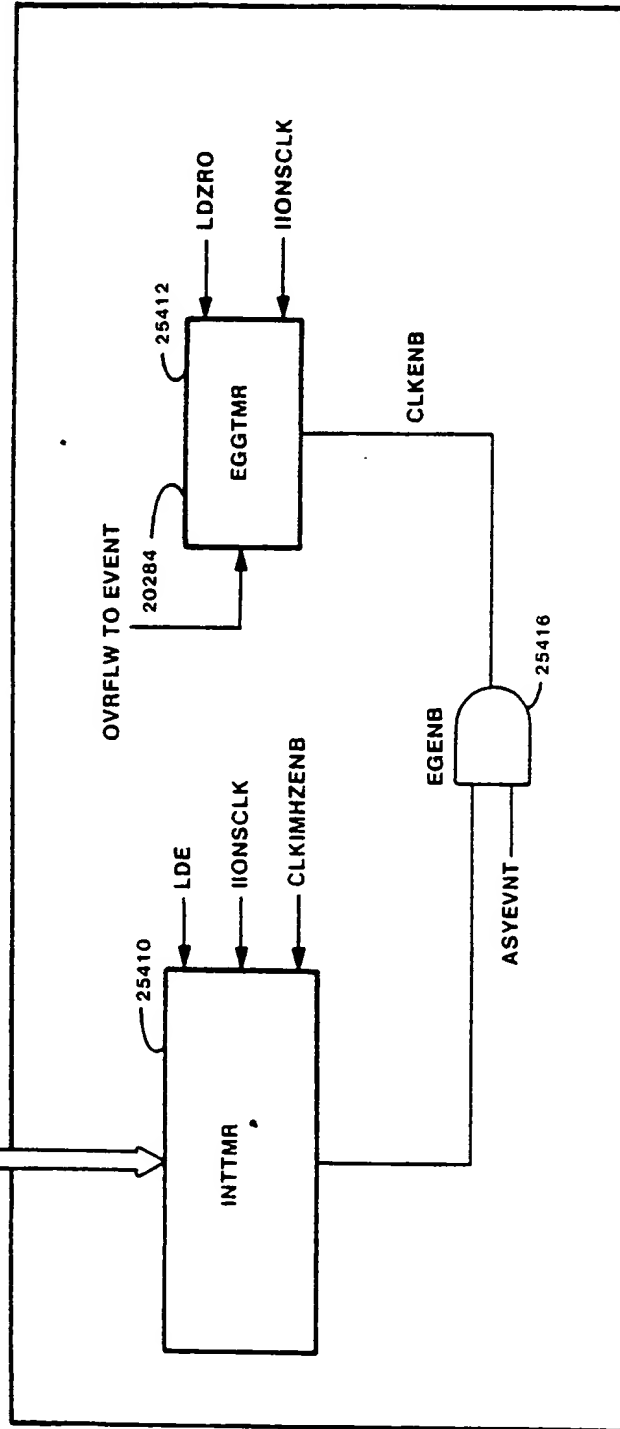 OVRFLW TO EVENT
20284
25412
LDZRO
EGGTMR
IIONSCLK
25410
LDE
INTTMR
IIONSCLK
CLKIMHZENB
CLKENB
EGENB
25416
ASYEVNT